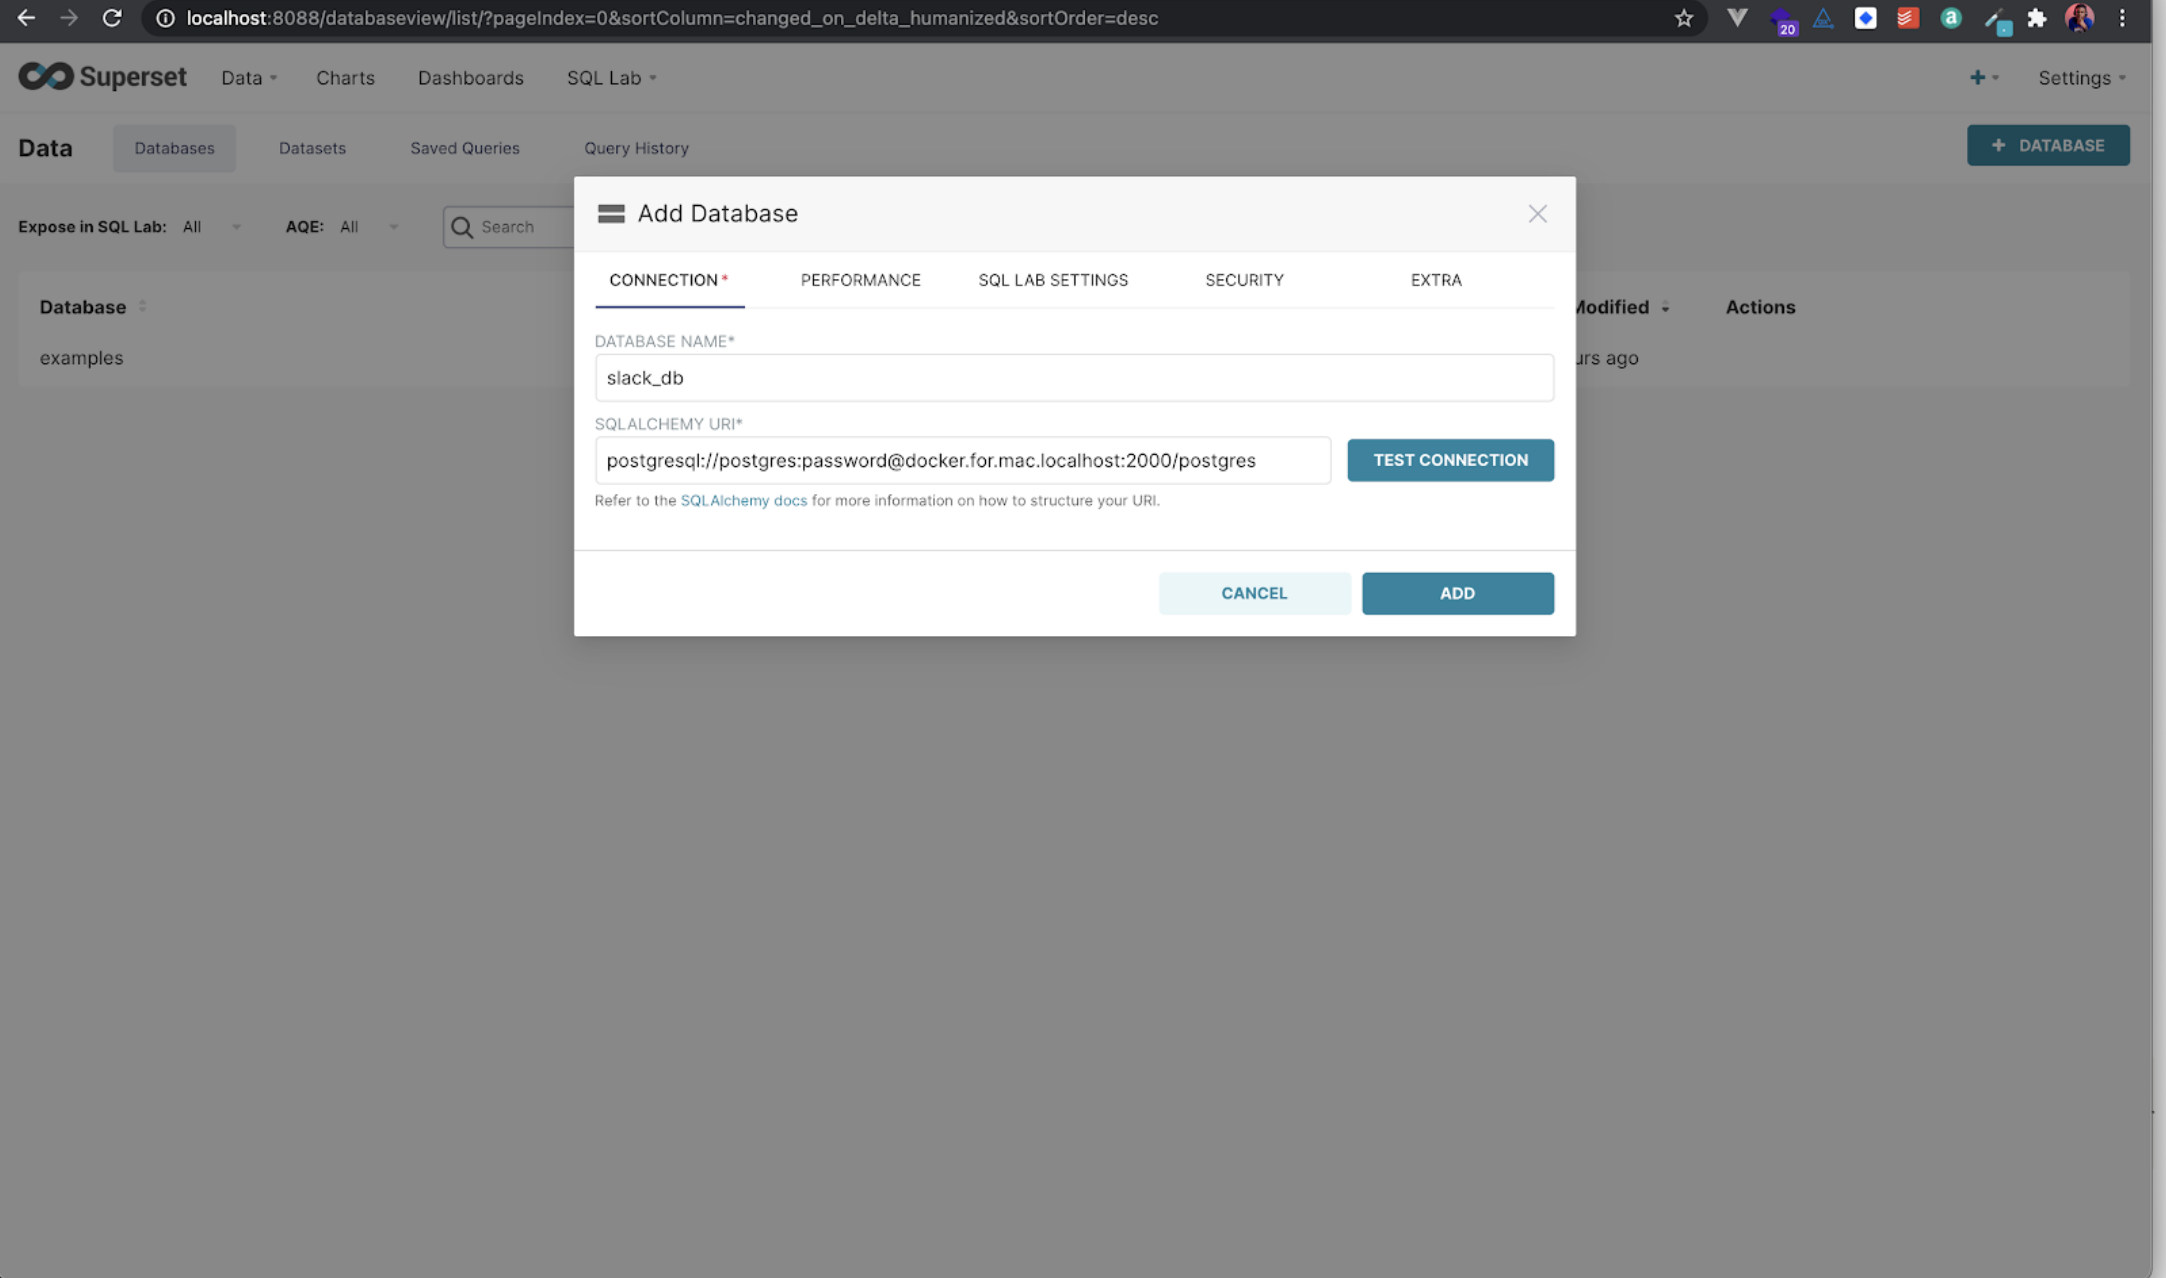 localhost:8088/databaseview/list/?pageIndex=0&sortColumn=changed_on_delta_humanized&sortOrder=desc
20
a
Superset Data Charts Dashboards SQL Lab + Settings
Data Databases Datasets Saved Queries Query History + DATABASE
Add Database
Expose in SQL Lab: All AQE: All Search
CONNECTION* PERFORMANCE SQL LAB SETTINGS SECURITY EXTRA
Database Modified Actions
DATABASE NAME*
examples urs ago
slack_db
SQLALCHEMY URI*
postgresql://postgres:password@docker.for.mac.localhost:2000/postgres TEST CONNECTION
Refer to the SQLAlchemy docs for more information on how to structure your URI.
CANCEL ADD